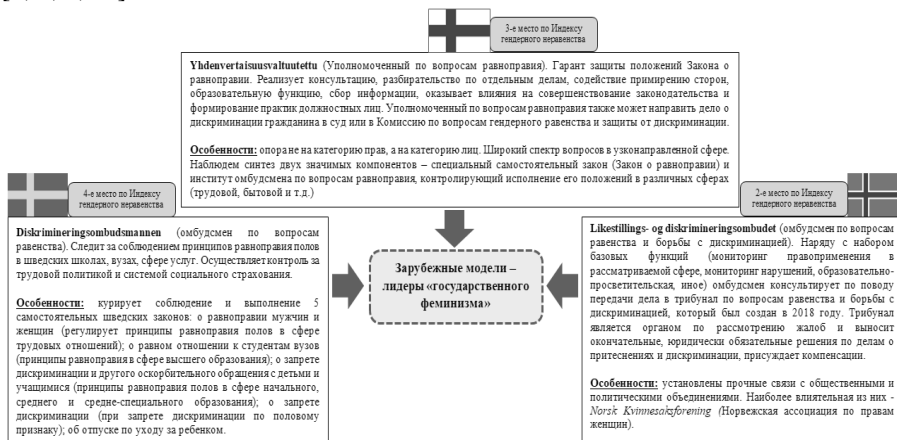 3-е место по Индексу
гендерного неравенства
Yhdenvertaisuusvaltuutettu (Уполномоченный по вопросам равноправия). Гарант защиты положений Закона о
равноправии. Реализует консультацию, разбирательство по отдельным делам, содействие примирению сторон,
образовательную функцию, сбор информации, оказывает влияния на совершенствование законодательства и
формирование практик должностных лиц. Уполномоченный по вопросам равноправия также может направить дело о
дискриминации гражданина в суд или в Комиссию по вопросам гендерного равенства и защиты от дискриминации.
Особенности: опора не на категорию прав, а на категорию лиц. Широкий спектр вопросов в узконаправленной сфере.
Наблюдем синтез двух значимых компонентов – специальный самостоятельный закон (Закон о равноправии) и
институт омбудсмена по вопросам равноправия, контролирующий исполнение его положений в различных сферах
(трудовой, бытовой и т.д.)
4-е место по Индексу
гендерного неравенства
Diskrimineringsombudsmannen (омбудсмен по вопросам
равенства). Следит за соблюдением принципов равноправия полов
в шведских школах, вузах, сфере услуг. Осуществляет контроль за
трудовой политикой и системой социального страхования.
Особенности: курирует соблюдение и выполнение 5
самостоятельных шведских законов: о равноправии мужчин и
женщин (регулирует принципы равноправия полов в сфере
трудовых отношений); о равном отношении к студентам вузов
(принципы равноправия в сфере высшего образования); о запрете
дискриминации и другого оскорбительного обращения с детьми и
учащимися (принципы равноправия полов в сфере начального,
среднего и средне-специального образования); о запрете
дискриминации (при запрете дискриминации по половому
признаку); об отпуске по уходу за ребенком.
Зарубежные модели –
лидеры «государственного
феминизма»
2-е место по Индексу
гендерного неравенства
Likestillings- og diskrimineringsombudet (омбудсмен по вопросам
равенства и борьбы с дискриминацией). Наряду с набором
базовых функций (мониторинг правоприменения в
рассматриваемой сфере, мониторинг нарушений, образовательно-
просветительская, иное) омбудсмен консультирует по поводу
передачи дела в трибунал по вопросам равенства и борьбы с
дискриминацией, который был создан в 2018 году. Трибунал
является органом по рассмотрению жалоб и выносит
окончательные, юридически обязательные решения по делам о
притеснениях и дискриминации, присуждает компенсации.
Особенности: установлены прочные связи с общественными и
политическими объединениями. Наиболее влиятельная из них -
Norsk Kvinnesaksforening (Норвежская ассоциация по правам
женщин).